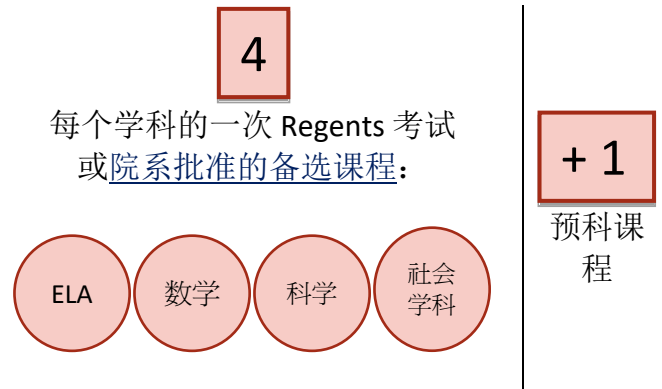 4
每个学科的一次 Regents 考试
或院系批准的备选课程：
ELA
数学
科学
社会
学科
+ 1
预科课
程